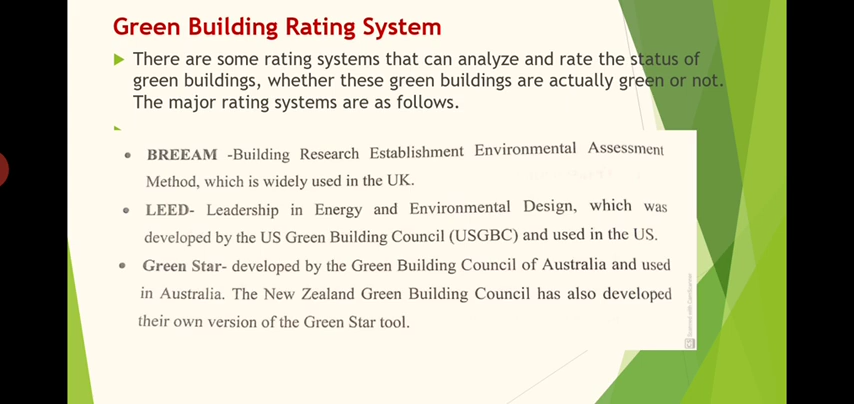 Green Building Rating System
There are some rating systems that can analyze and rate the status of
green buildings, whether these green buildings are actually green or not.
The major rating systems are as follows.
• BREEAM -Building Research Establishment Environmental Assessment
Method, which is widely used in the UK.
• LEED- Leadership in Energy and Environmental Design, which was
developed by the US Green Building Council (USGBC) and used in the US.
• Green Star- developed by the Green Building Council of Australia and used
in Australia. The New Zealand Green Building Council has also developed
their own version of the Green Star tool.
CS Scanned with CamScanner